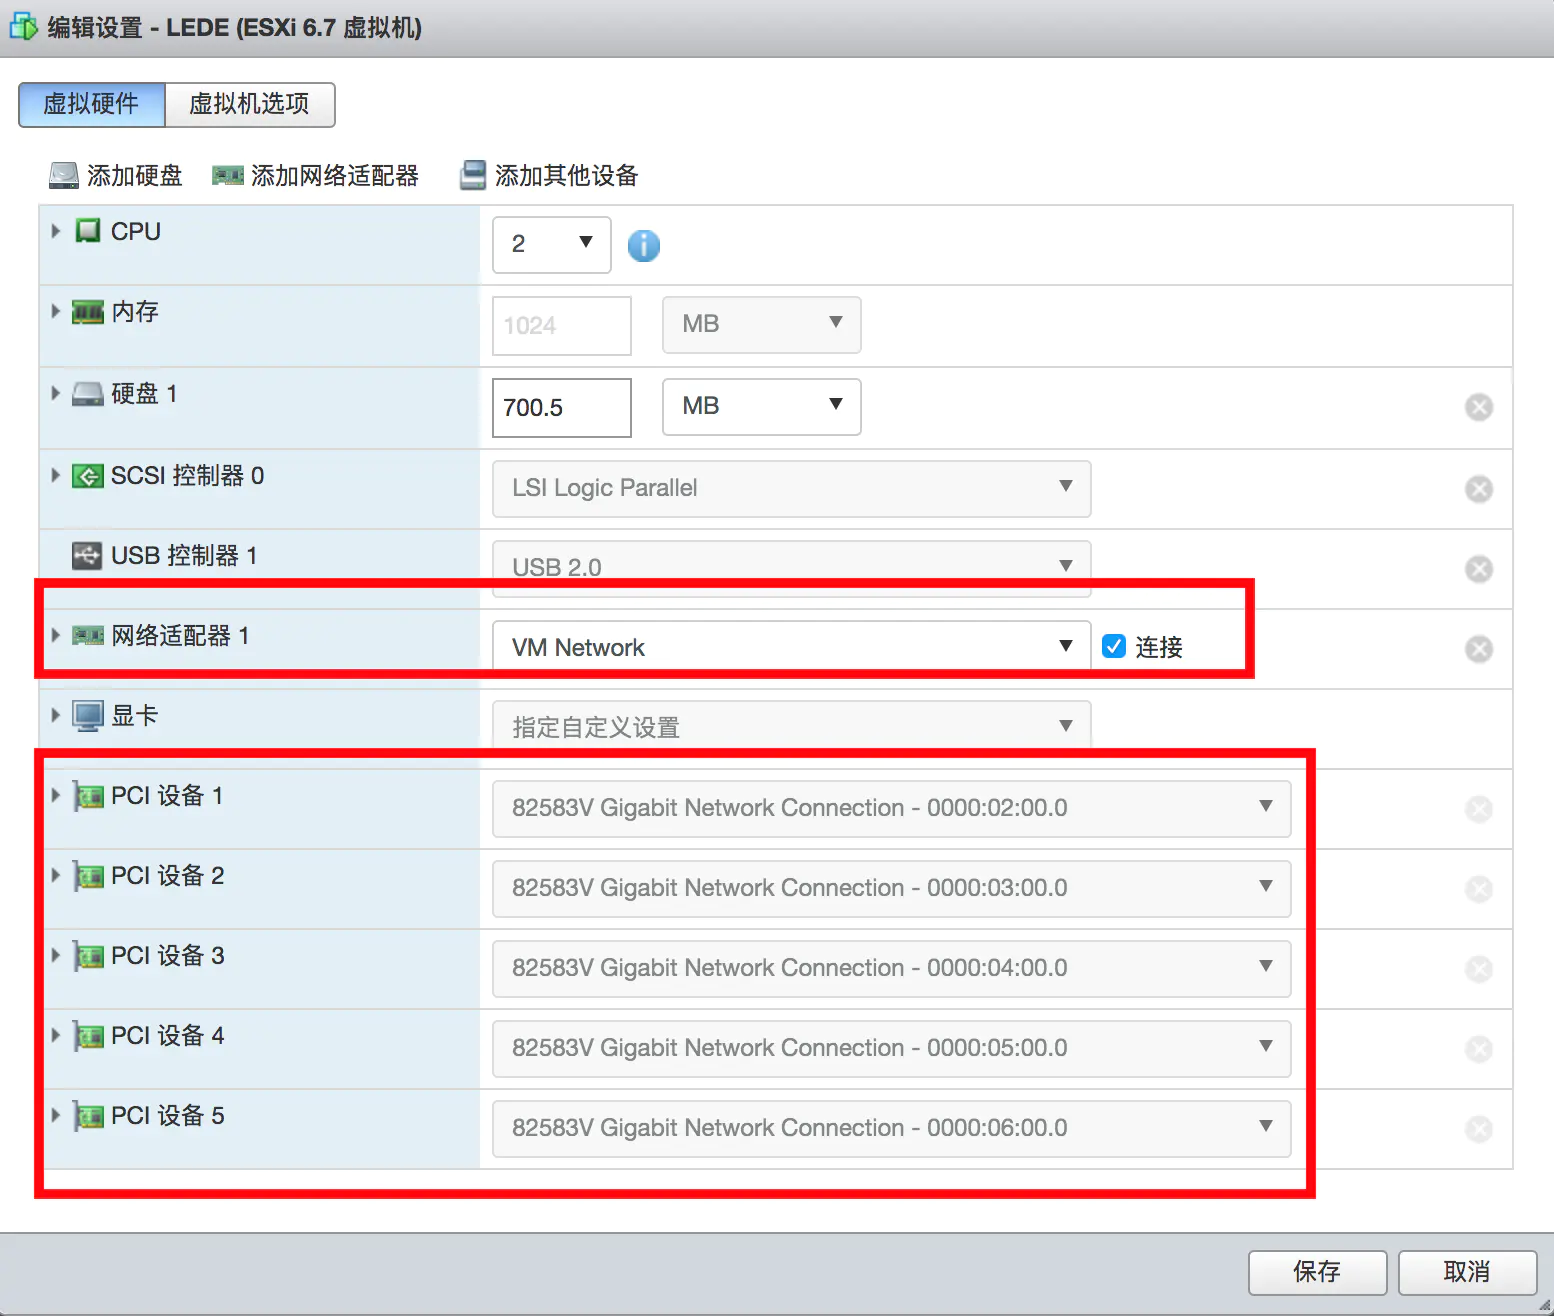 编辑设置 - LEDE (ESXi 6.7 虚拟机)
虚拟硬件 虚拟机选项
添加硬盘 添加网络适配器 添加其他设备
CPU 2
内存 1024 MB
硬盘 1 700.5 MB
SCSI 控制器 0 LSI Logic Parallel
USB 控制器 1 USB 2.0
网络适配器 1 VM Network 连接
显卡 指定自定义设置
PCI 设备 1 82583V Gigabit Network Connection - 0000:02:00.0
PCI 设备 2 82583V Gigabit Network Connection - 0000:03:00.0
PCI 设备 3 82583V Gigabit Network Connection - 0000:04:00.0
PCI 设备 4 82583V Gigabit Network Connection - 0000:05:00.0
PCI 设备 5 82583V Gigabit Network Connection - 0000:06:00.0
保存 取消